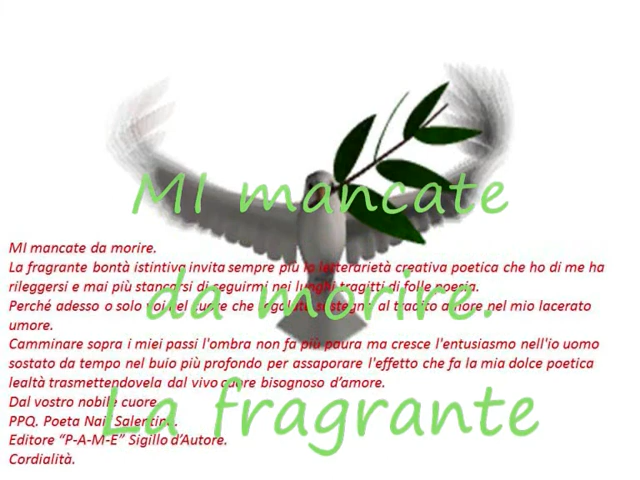 MI mancate
da morire.
La fragrante
MI mancate da morire.
La fragrante bontà istintiva invita sempre più la letterarietà creativa poetica che ho di me ha
rileggersi e mai più stancarsi di seguirmi nei lunghi tragitti di folle poesia.
Perché adesso o solo voi nel cuore che legalute sostegno al tradito amore nel mio lacerato
umore.
Camminare sopra i miei passi l'ombra non fa più paura ma cresce l'entusiasmo nell'io uomo
sostato da tempo nel buio più profondo per assaporare l'effetto che fa la mia dolce poetica
lealtà trasmettendovela dal vivo cuore bisognoso d'amore.
Dal vostro nobile cuore.
PPQ. Poeta Naif Salentino.
Editore “P-A-M-E” Sigillo d'Autore.
Cordialità.